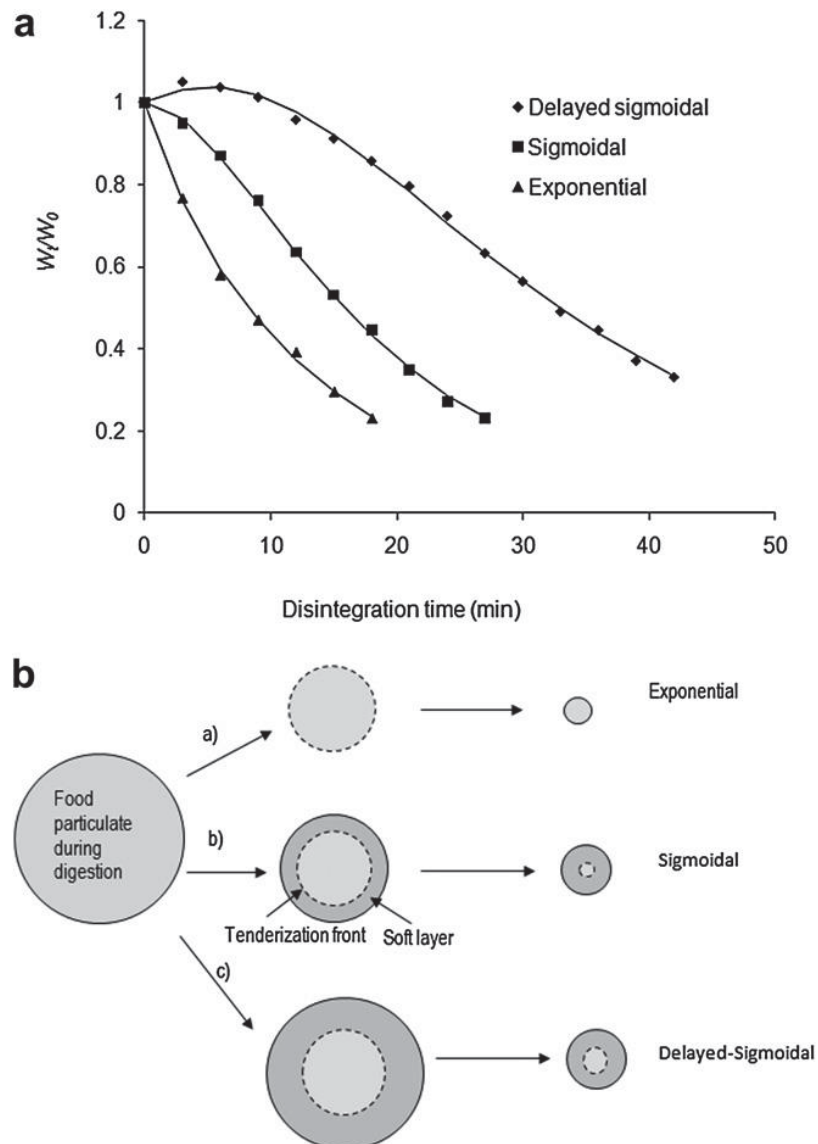 a
1.2
1
0.8
0.6
0.4
0.2
0
Wt/W0
Delayed sigmoidal
Sigmoidal
Exponential
0 10 20 30 40 50
Disintegration time (min)
b
Food
particulate
during
digestion
a)
Exponential
b)
Sigmoidal
Tenderization front
Soft layer
c)
Delayed-Sigmoidal